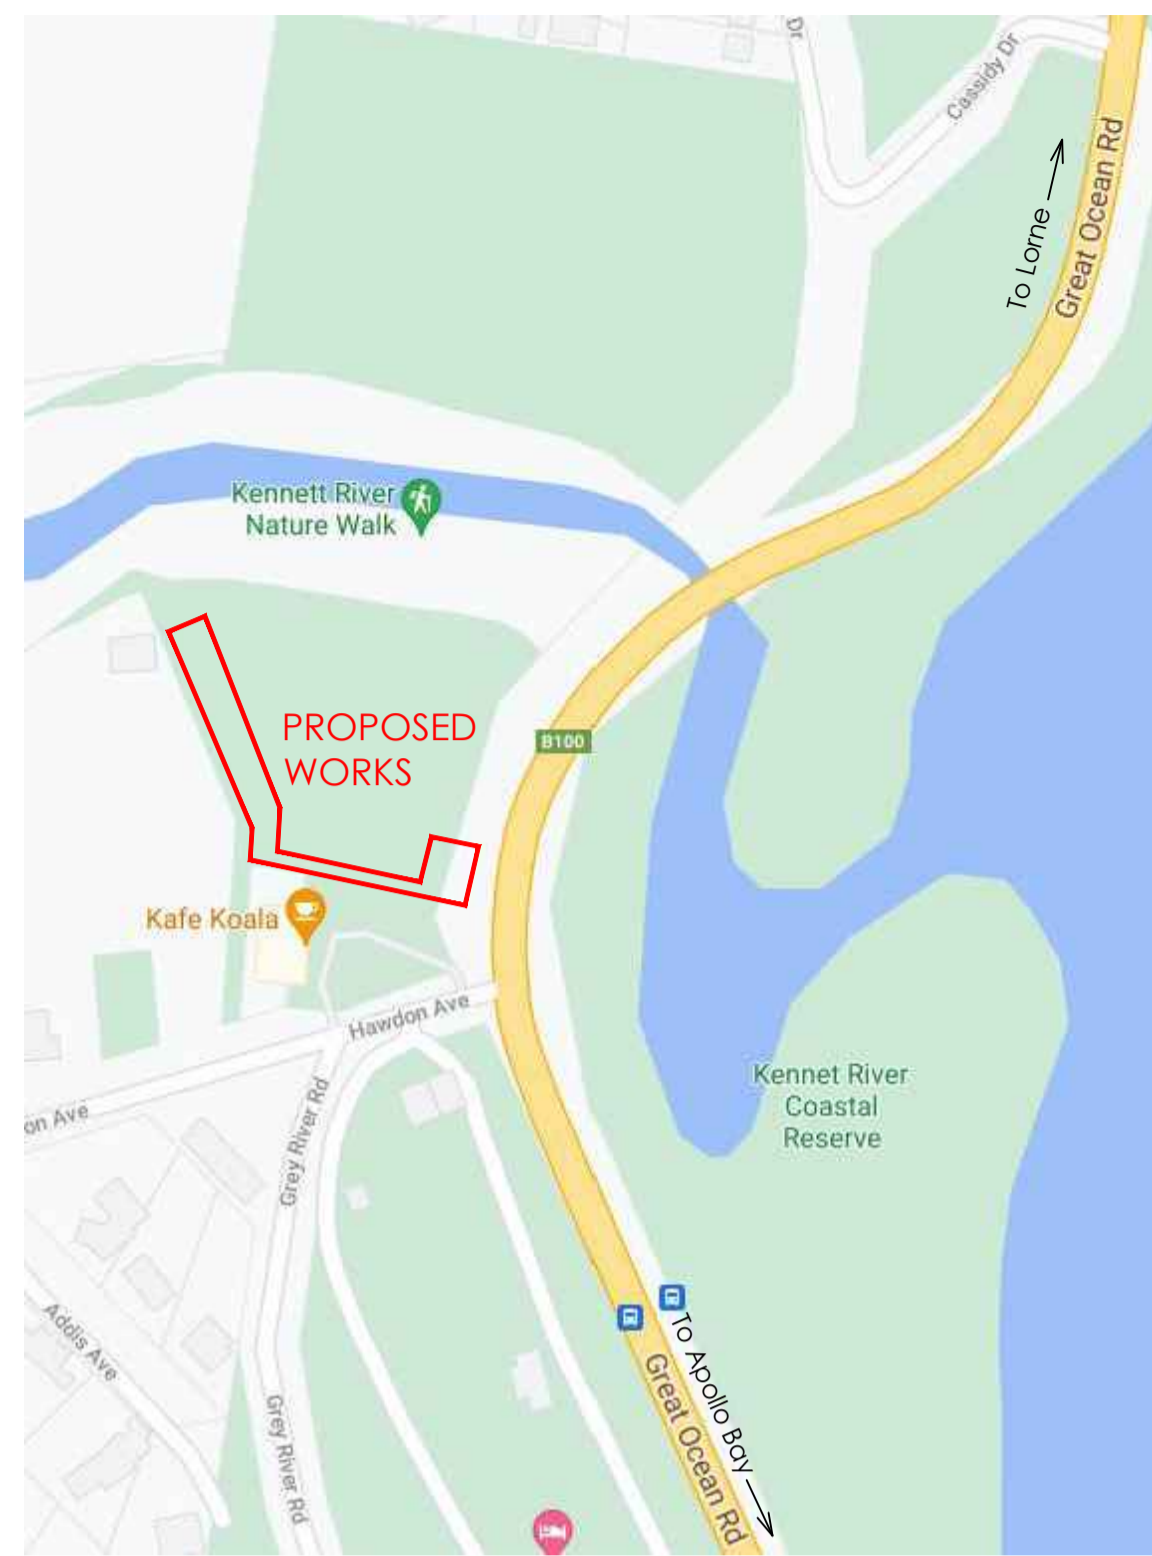 Dr
Cassidy Dr
Great Ocean Rd
To Lorne
Kennett River
Nature Walk
PROPOSED
WORKS
B100
Kafe Koala
Hawdon Ave
Kennet River
Coastal
Reserve
on Ave
Grey River Rd
Addis Ave
To Apollo Bay
Great Ocean Rd
Grey River Rd